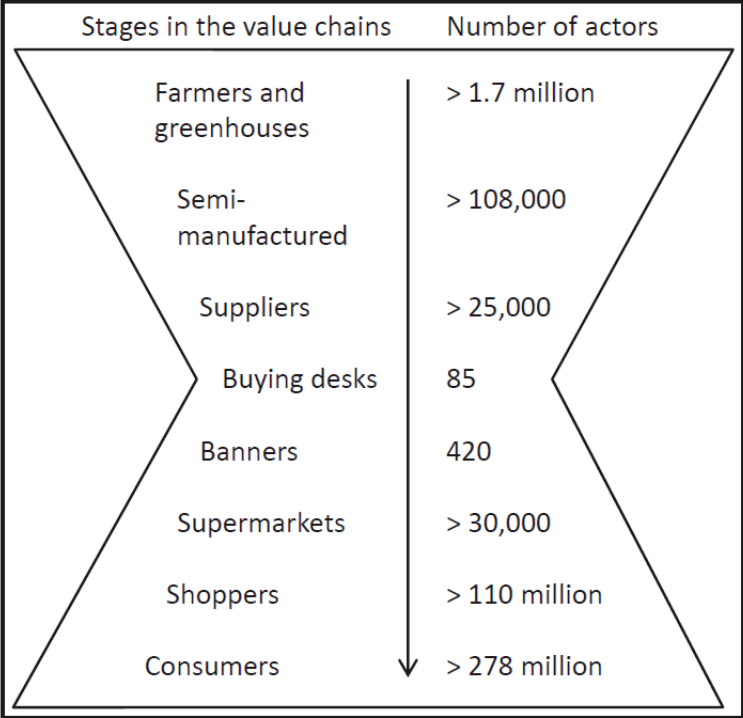 Stages in the value chains Number of actors
Farmers and > 1.7 million
greenhouses
Semi- > 108,000
manufactured
Suppliers > 25,000
Buying desks 85
Banners 420
Supermarkets > 30,000
Shoppers > 110 million
Consumers > 278 million